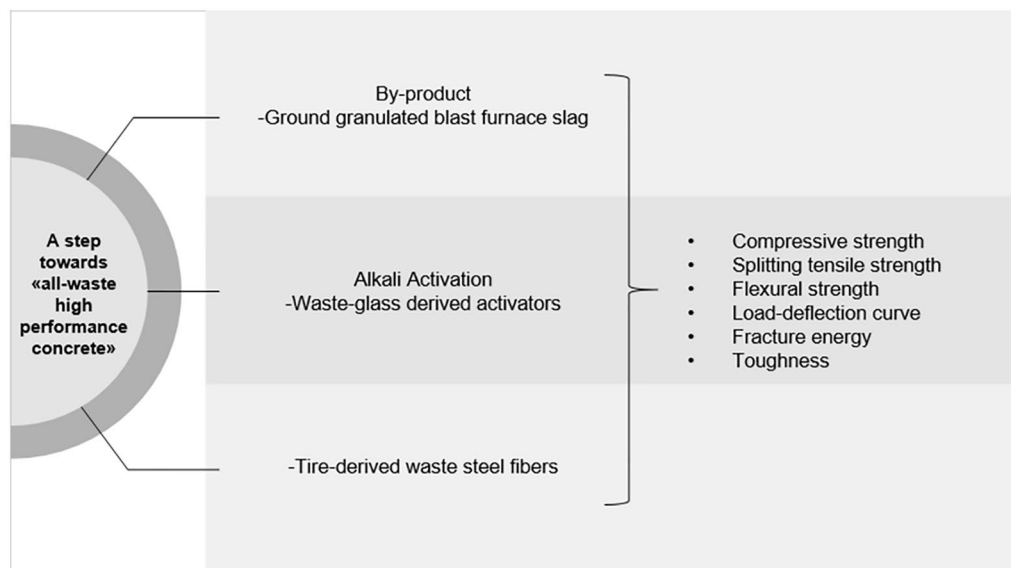 A step
towards
«all-waste
high
performance
concrete»
By-product
-Ground granulated blast furnace slag
Alkali Activation
-Waste-glass derived activators
-Tire-derived waste steel fibers
• Compressive strength
• Splitting tensile strength
• Flexural strength
• Load-deflection curve
• Fracture energy
• Toughness